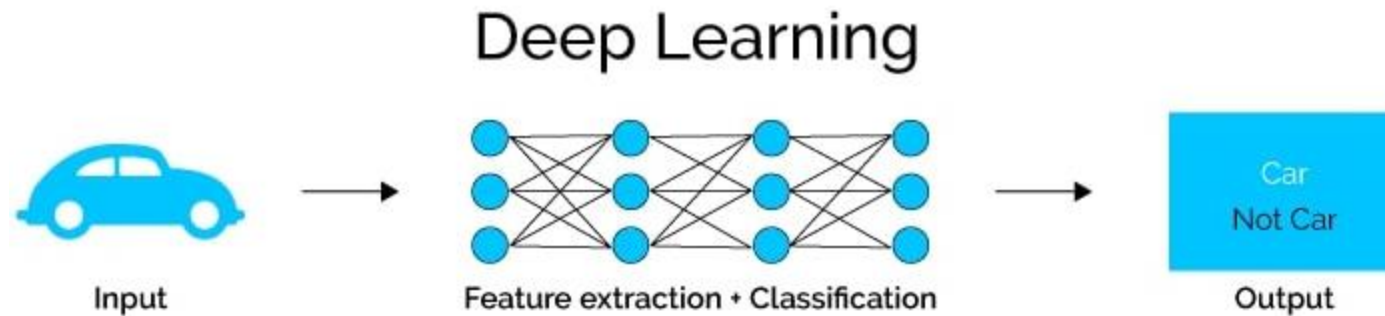 Deep Learning
Car
Not Car
Input
Feature extraction + Classification
Output